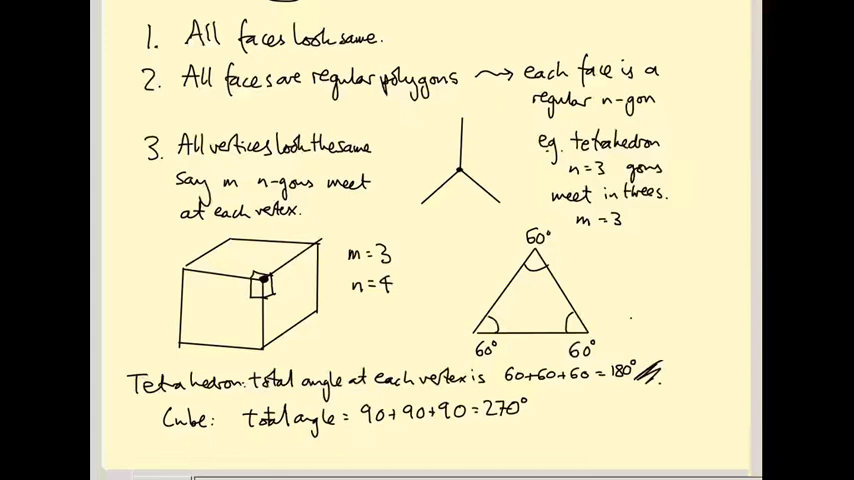 1. All faces look same.
2. All faces are regular polygons ⤳ each face is a
regular n-gon
3. All vertices look the same
say m n-gons meet
at each vertex.
e.g. tetrahedron
n=3 gons
meet in threes.
m=3
m=3
n=4
60°
60° 60°
Tetrahedron: total angle at each vertex is 60+60+60=180°
Cube: total angle = 90+90+90=270°